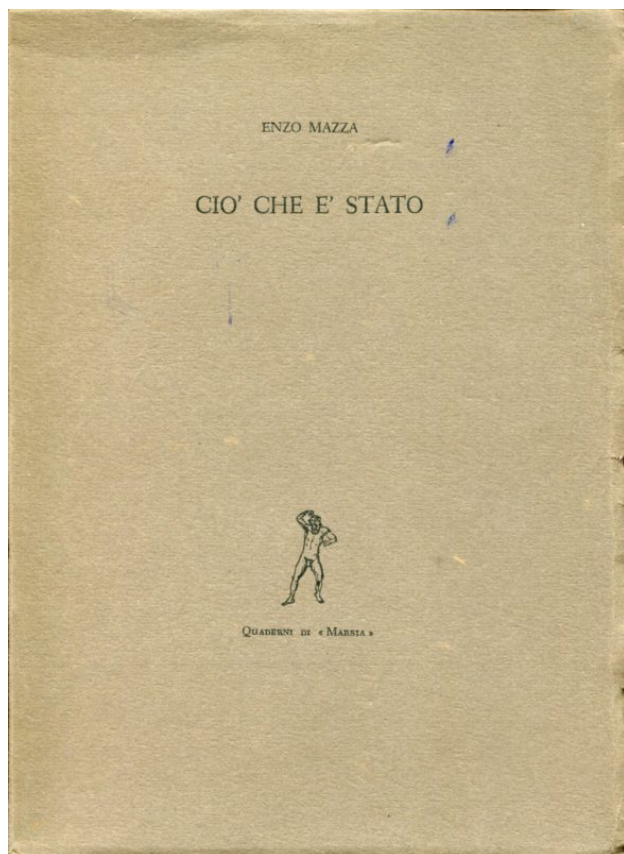 ENZO MAZZA
CIO' CHE E' STATO
QUADERNI DI « MARSIA »